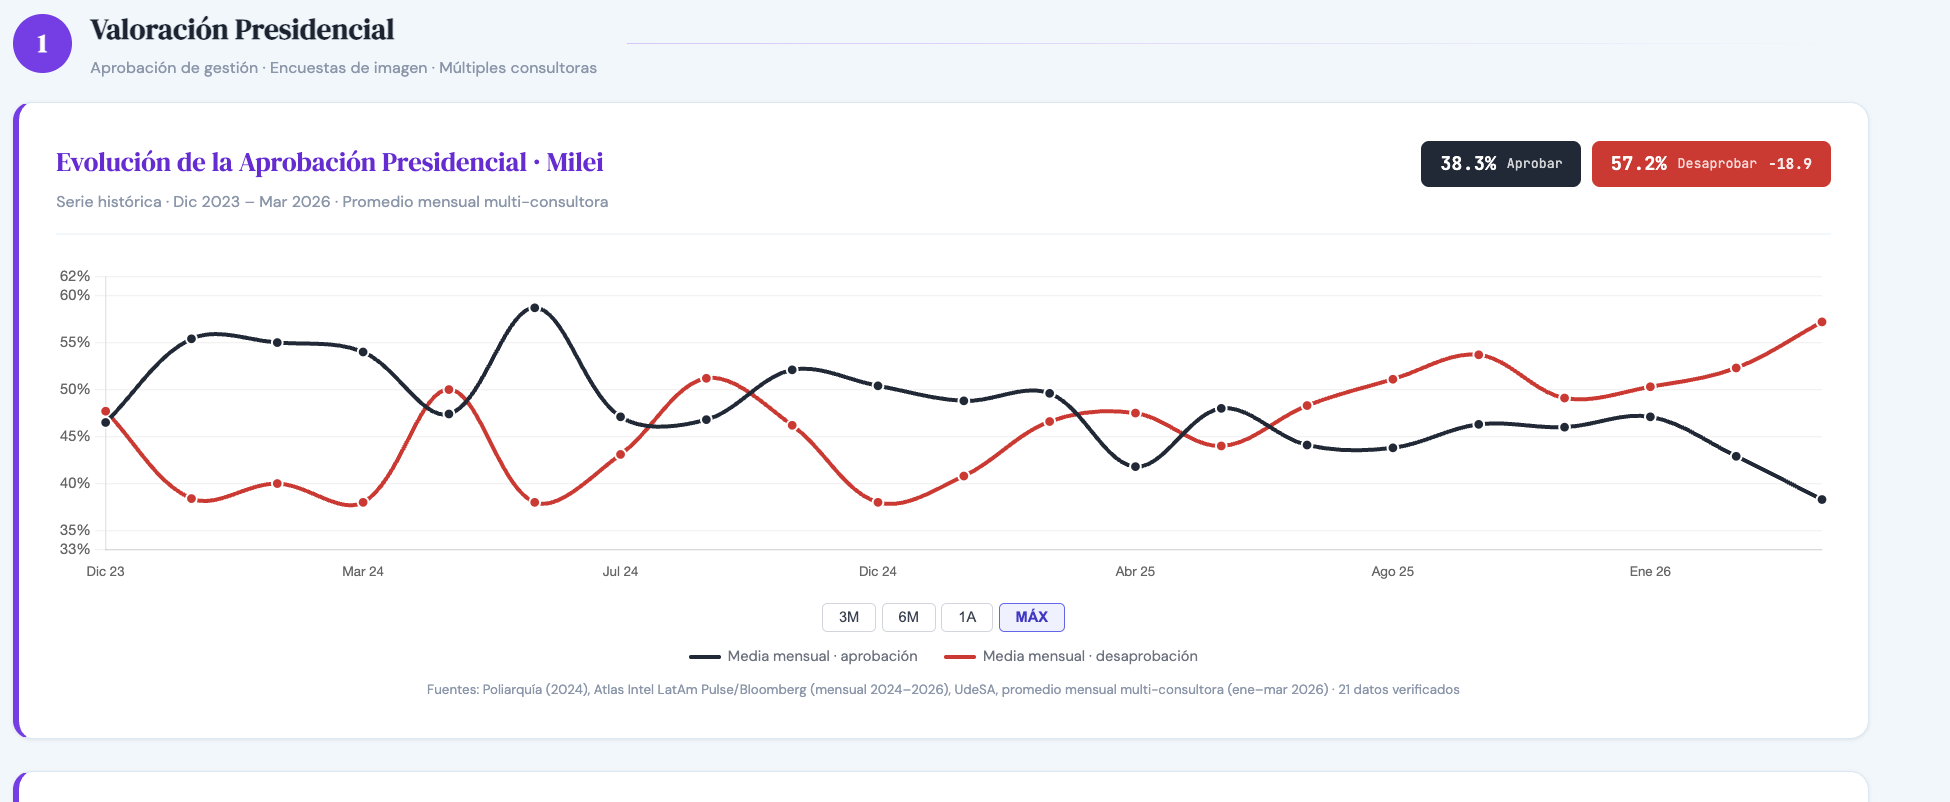 1
Valoración Presidencial
Aprobación de gestión · Encuestas de imagen · Múltiples consultoras
Evolución de la Aprobación Presidencial · Milei
Serie histórica · Dic 2023 – Mar 2026 · Promedio mensual multi-consultora
38.3% Aprobar
57.2% Desaprobar -18.9
62%
60%
55%
50%
45%
40%
35%
33%
Dic 23 Mar 24 Jul 24 Dic 24 Abr 25 Ago 25 Ene 26
3M 6M 1A MÁX
Media mensual · aprobación Media mensual · desaprobación
Fuentes: Poliarquía (2024), Atlas Intel LatAm Pulse/Bloomberg (mensual 2024–2026), UdeSA, promedio mensual multi-consultora (ene–mar 2026) · 21 datos verificados